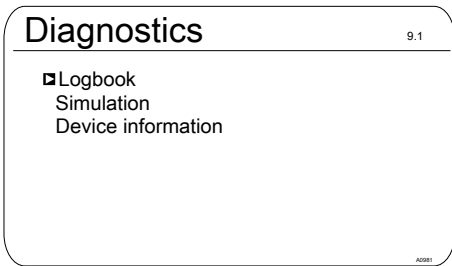 Diagnostics 9.1
Logbook
Simulation
Device information
A0981